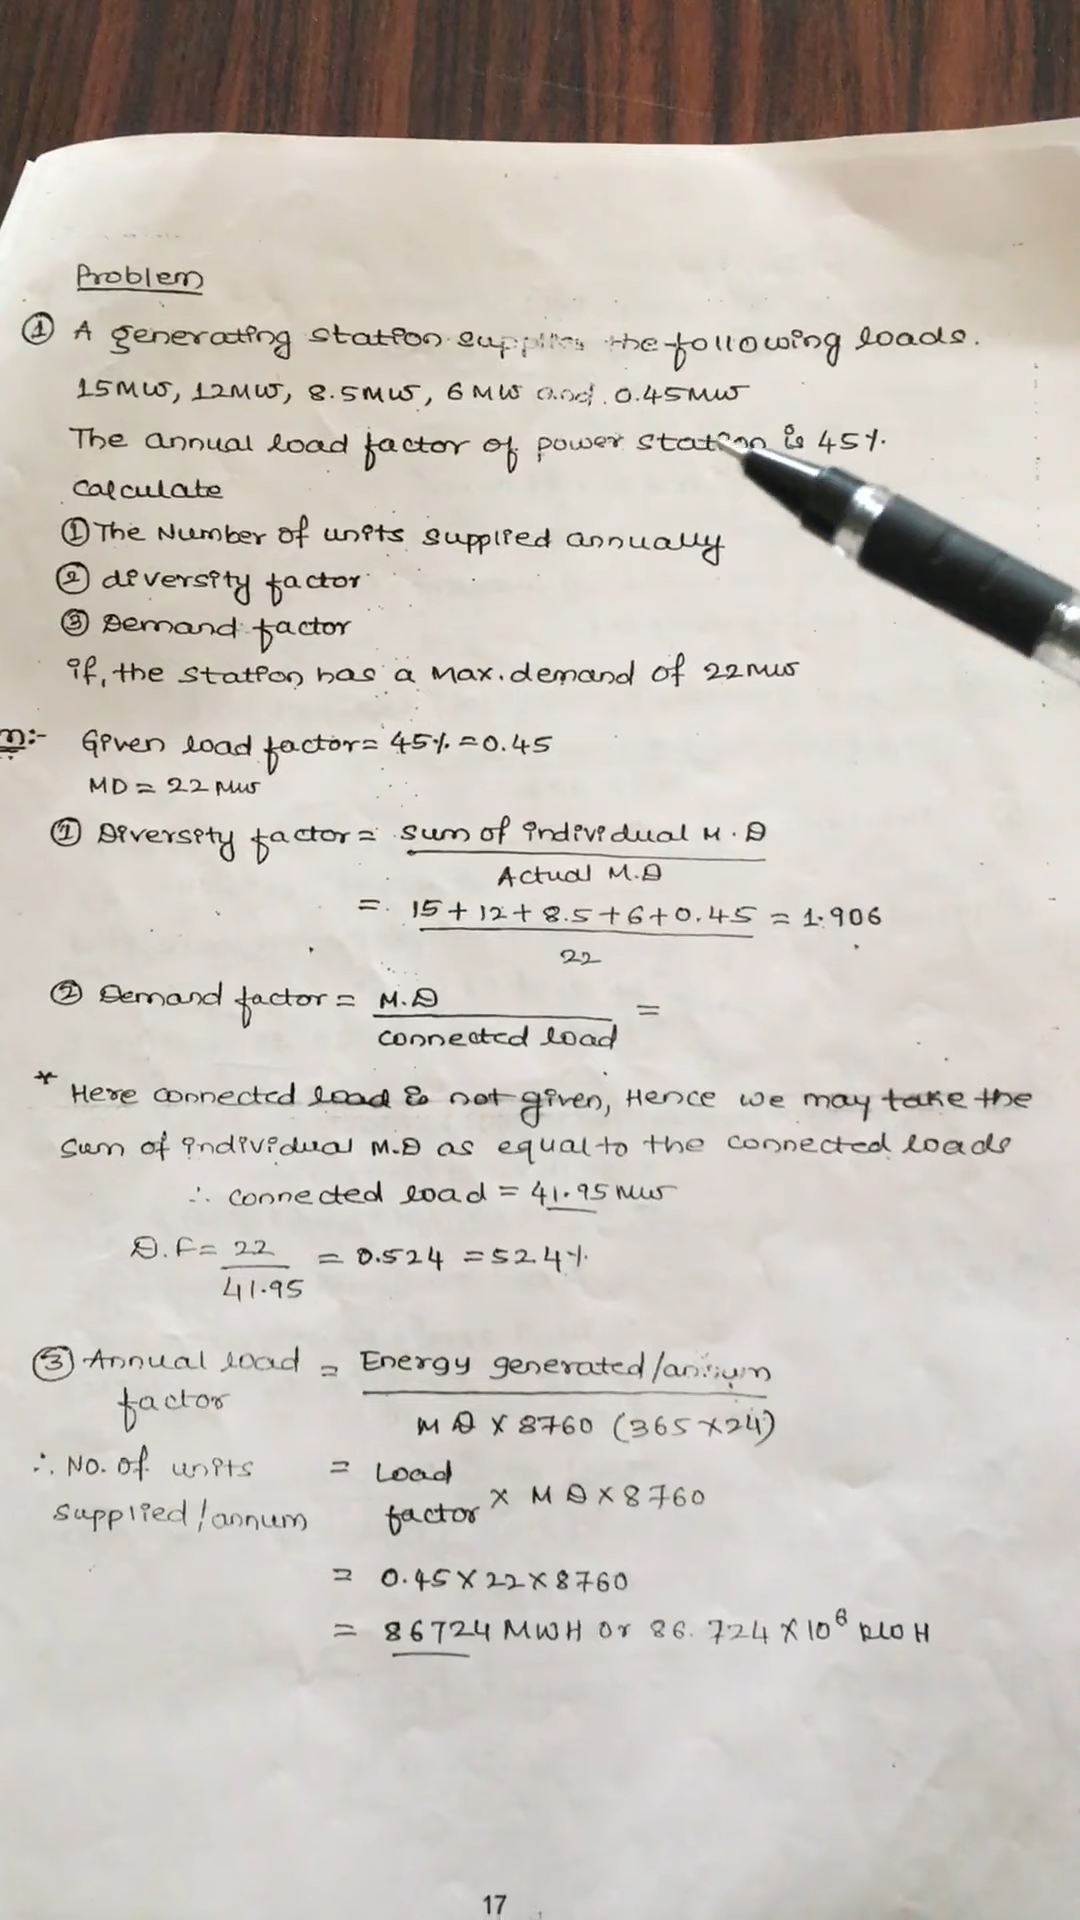 Problem
① A generating station supplies the following loads.
15MW, 12MW, 8.5MW, 6 MW and 0.45MW
The annual load factor of power station is 45%.
calculate
① The Number of units supplied annually
② diversity factor
③ Demand factor
if, the station has a Max. demand of 22MW
n:- Given load factor = 45% = 0.45
MD = 22 MW
① Diversity factor = sum of individual M.D
Actual M.D
= 15+12+8.5+6+0.45 = 1.906
22
② Demand factor = M.D =
connected load
* Here connected load is not given, Hence we may take the
sum of individual M.D as equal to the connected loads
∴ connected load = 41.95 MW
D.F = 22 = 0.524 = 52.4%
41.95
③ Annual load = Energy generated/annum
factor MD X 8760 (365 X 24)
∴ No. of units = Load
supplied/annum factor X MD X 8760
= 0.45 X 22 X 8760
= 86724 MWH or 86.724 X 10⁶ KWH
17